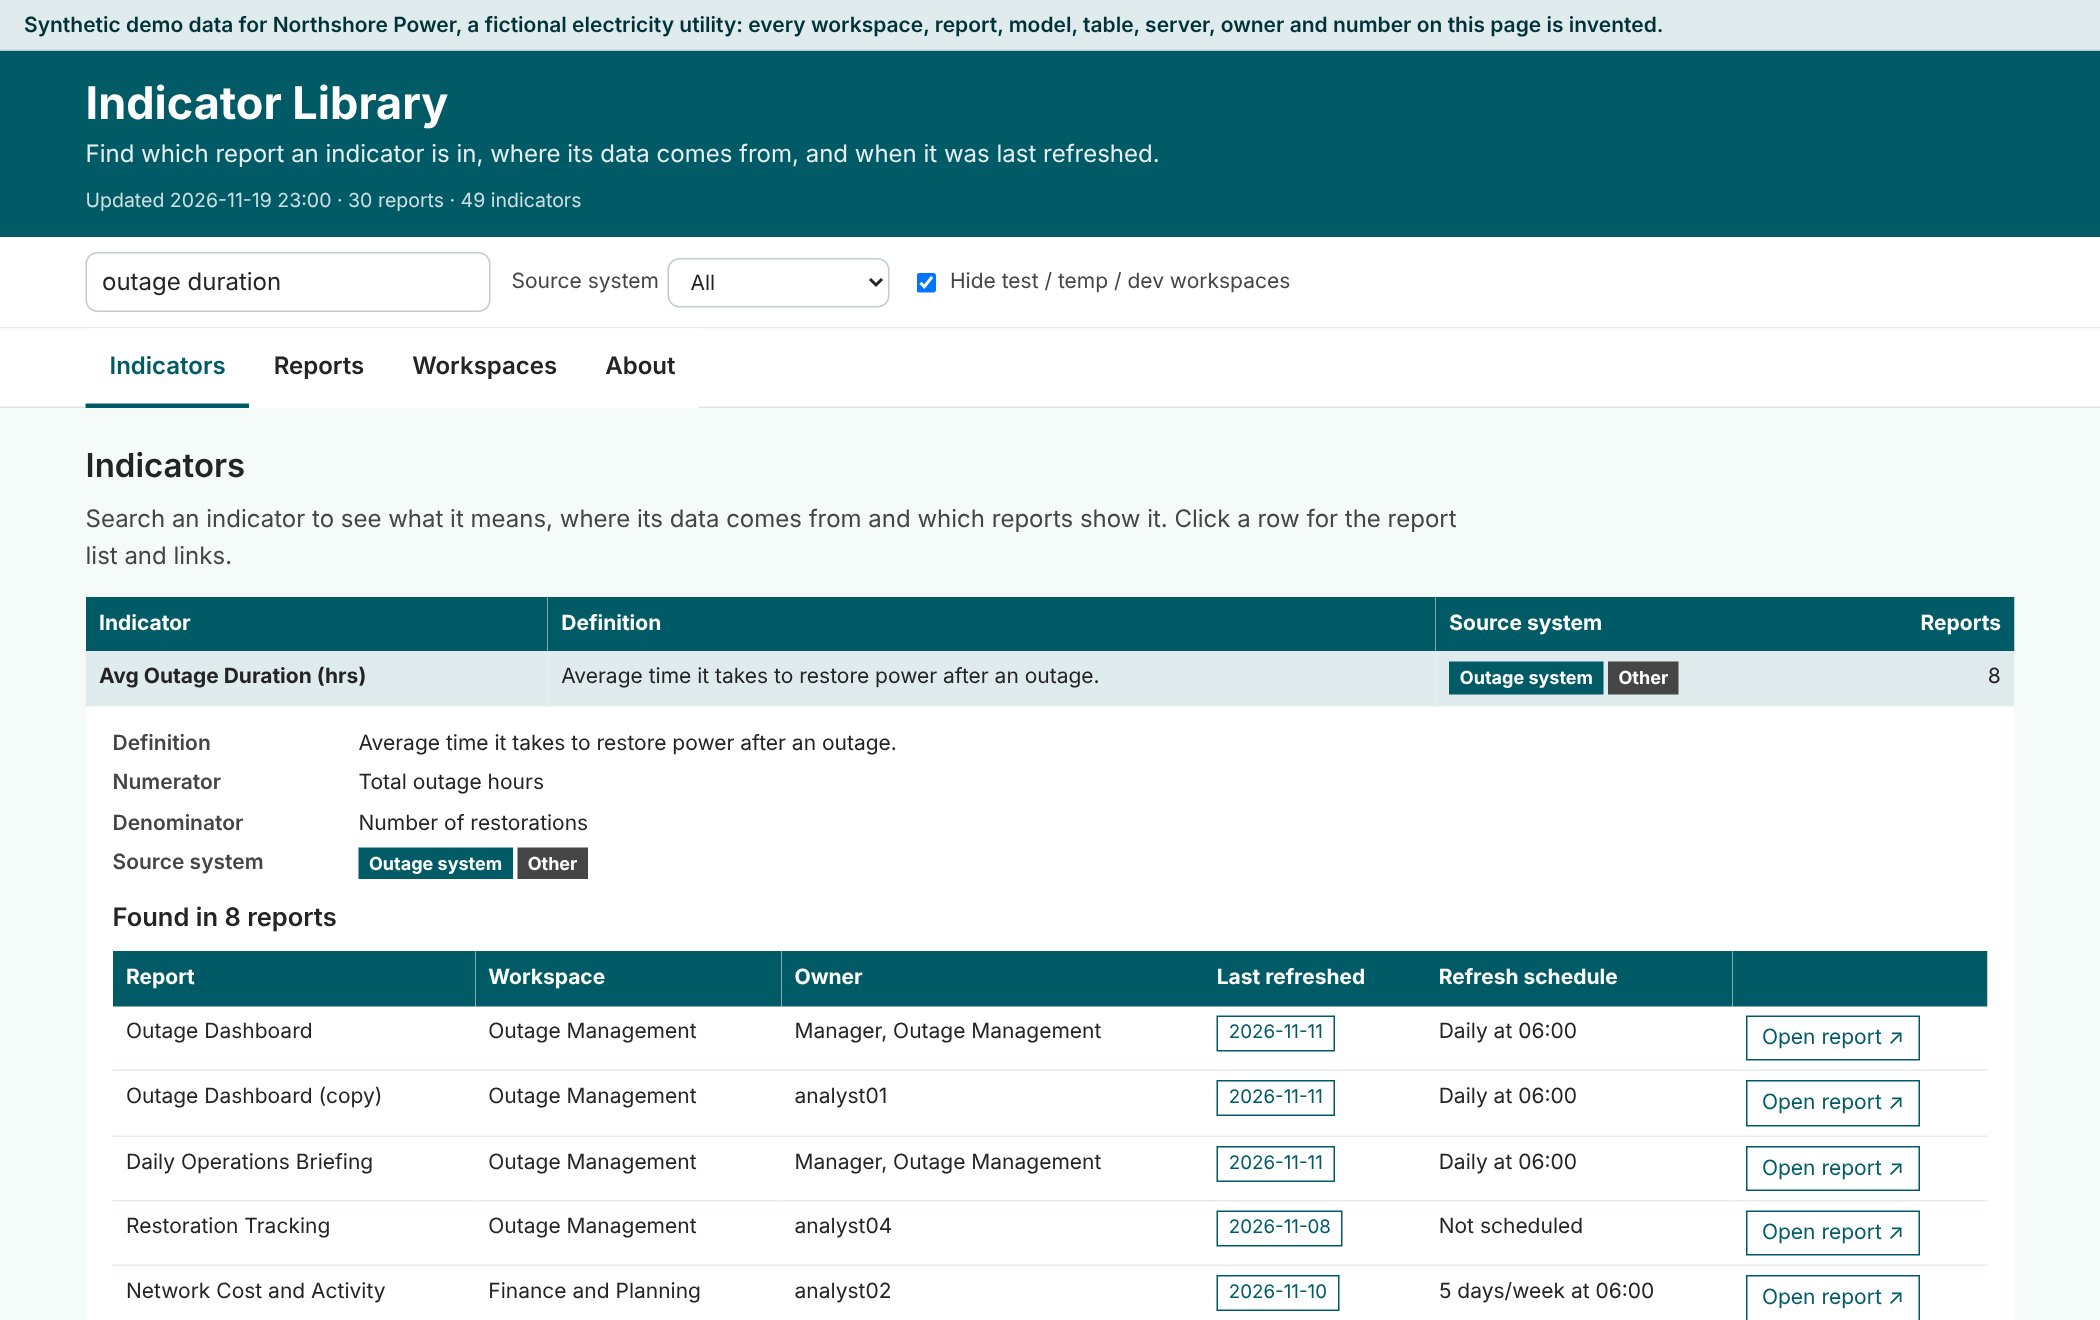 Synthetic demo data for Northshore Power, a fictional electricity utility: every workspace, report, model, table, server, owner and number on this page is invented.
Indicator Library
Find which report an indicator is in, where its data comes from, and when it was last refreshed.
Updated 2026-11-19 23:00 · 30 reports · 49 indicators
outage duration Source system All Hide test / temp / dev workspaces
Indicators Reports Workspaces About
Indicators
Search an indicator to see what it means, where its data comes from and which reports show it. Click a row for the report
list and links.
Indicator Definition Source system Reports
Avg Outage Duration (hrs) Average time it takes to restore power after an outage. Outage system Other 8
Definition Average time it takes to restore power after an outage.
Numerator Total outage hours
Denominator Number of restorations
Source system Outage system Other
Found in 8 reports
Report Workspace Owner Last refreshed Refresh schedule
Outage Dashboard Outage Management Manager, Outage Management 2026-11-11 Daily at 06:00 Open report ↗
Outage Dashboard (copy) Outage Management analyst01 2026-11-11 Daily at 06:00 Open report ↗
Daily Operations Briefing Outage Management Manager, Outage Management 2026-11-11 Daily at 06:00 Open report ↗
Restoration Tracking Outage Management analyst04 2026-11-08 Not scheduled Open report ↗
Network Cost and Activity Finance and Planning analyst02 2026-11-10 5 days/week at 06:00 Open report ↗